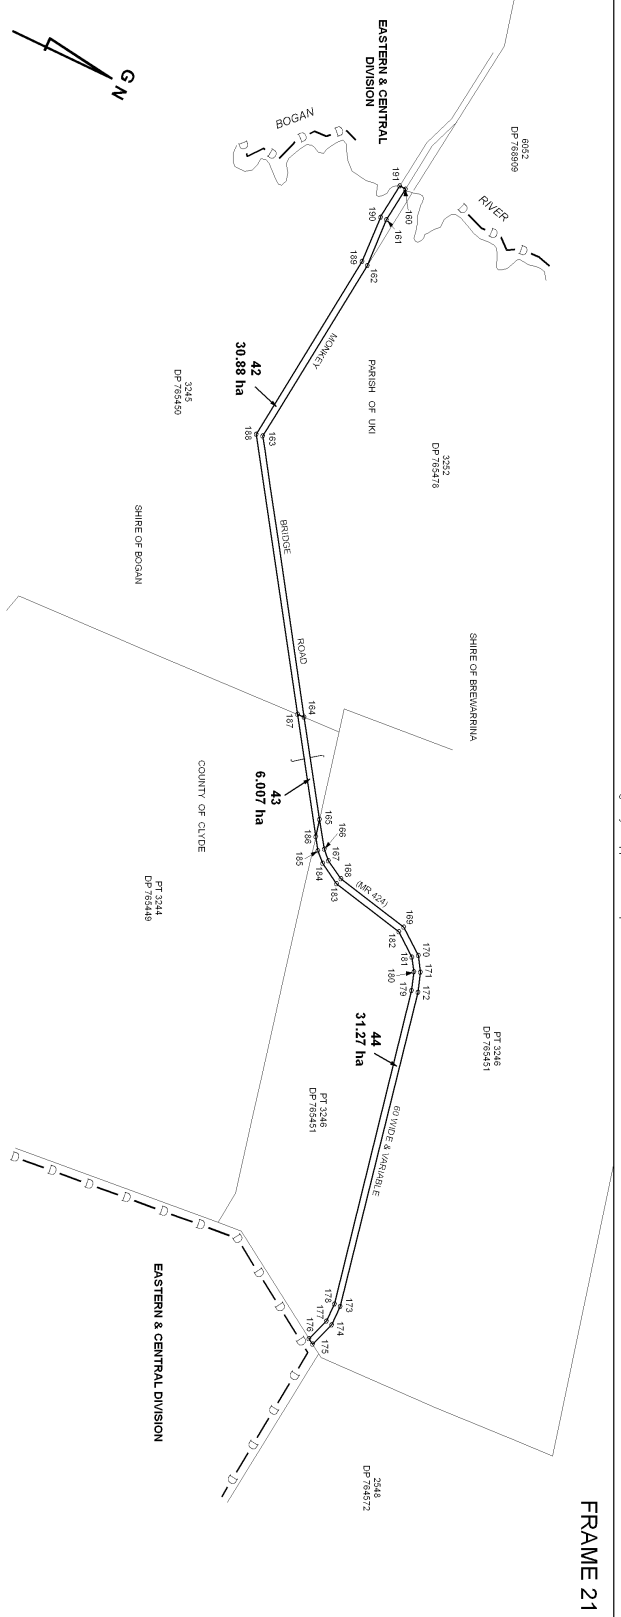 FRAME 21
G N
EASTERN & CENTRAL
DIVISION
BOGAN
RIVER
D
D
D
D
D
D
6052
DP 768909
191
160
190
161
189
162
MONKEY
42
30.88 ha
PARISH OF UKI
3245
DP 765450
188
163
3252
DP 765478
BRIDGE
SHIRE OF BOGAN
ROAD
SHIRE OF BREWARRINA
187
164
COUNTY OF CLYDE
43
6.007 ha
165
166
186
167
185
168
184
183
(MR 424)
PT 3244
DP 765449
169
182
170
181
171
180
172
179
44
31.27 ha
PT 3246
DP 765451
PT 3246
DP 765451
60 WIDE & VARIABLE
D
D
D
D
D
D
D
D
D
D
D
D
D
EASTERN & CENTRAL DIVISION
178
173
177
174
176
175
2548
DP 764572